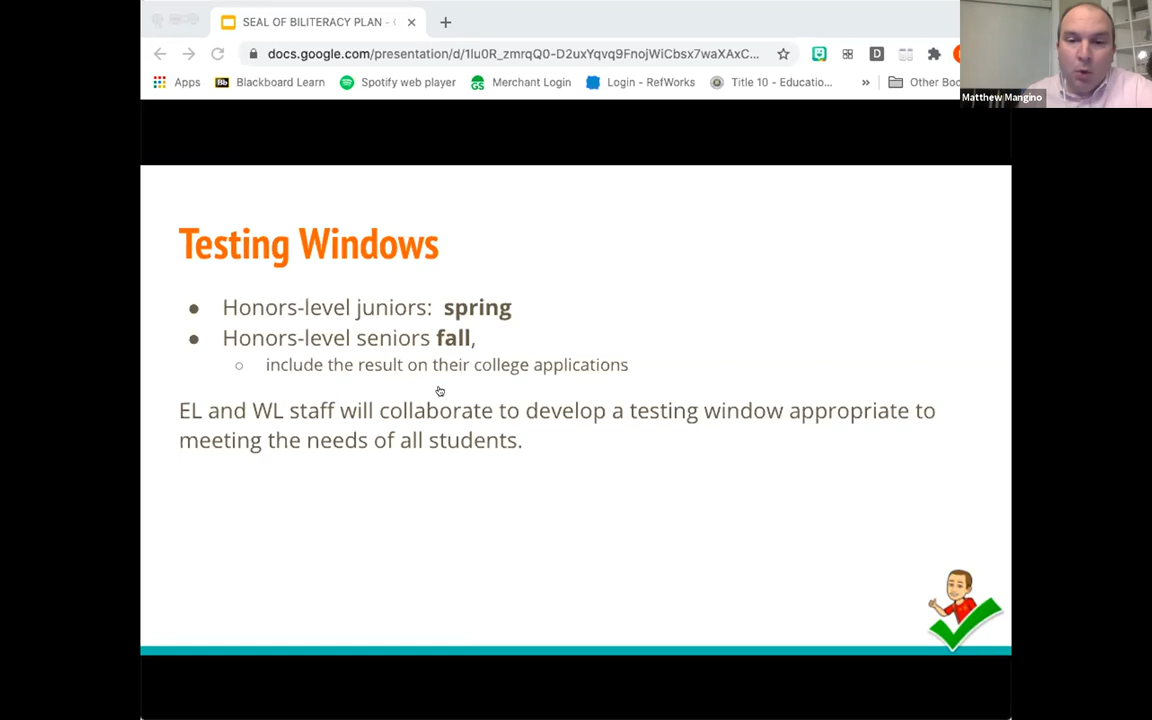 SEAL OF BILITERACY PLAN -
docs.google.com/presentation/d/1lu0R_zmrqQ0-D2uxYqvq9FnojWiCbsx7waXAxC...
Apps
Bb
Blackboard Learn
Spotify web player
GS
Merchant Login
Login - RefWorks
Title 10 - Educatio...
»
Other Boo
Matthew Mangino
Testing Windows
● Honors-level juniors: spring
● Honors-level seniors fall,
○ include the result on their college applications
EL and WL staff will collaborate to develop a testing window appropriate to
meeting the needs of all students.